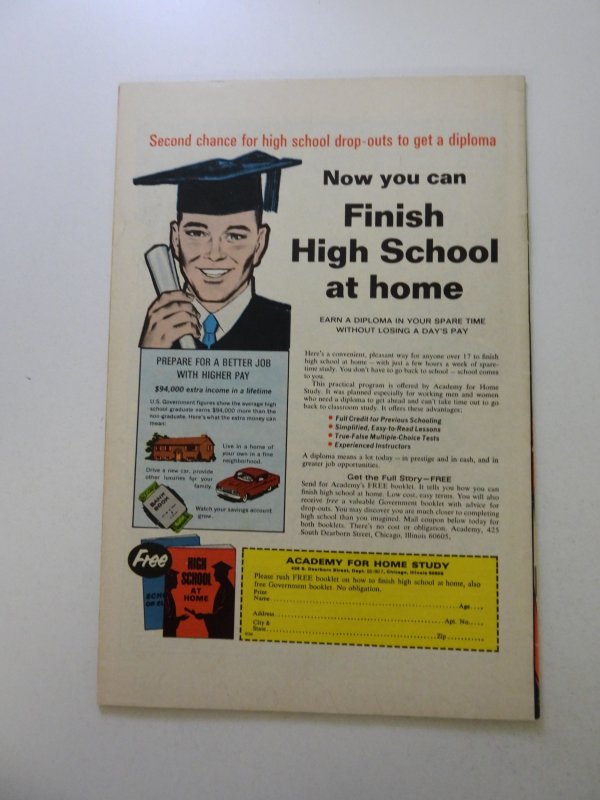 Second chance for high school drop-outs to get a diploma
Now you can
Finish
High School
at home
EARN A DIPLOMA IN YOUR SPARE TIME
WITHOUT LOSING A DAY'S PAY
PREPARE FOR A BETTER JOB
WITH HIGHER PAY
$94,000 extra income in a lifetime
U.S. Government figures show the average high
school graduate earns $94,000 more than the
non-graduate. Here's what the extra money can
mean:
Live in a home of
your own in a fine
neighborhood.
Drive a new car, provide
other luxuries for your
family.
BANK
BOOK
Watch your savings account
grow.
Here's a convenient, pleasant way for anyone over 17 to finish
high school at home — with just a few hours a week of spare-
time study. You don't have to go back to school — school comes
to you.
This practical program is offered by Academy for Home
Study. It was planned especially for working men and women
who need a diploma to get ahead and can't take time out to go
back to classroom study. It offers these advantages:
• Full Credit for Previous Schooling
• Simplified, Easy-to-Read Lessons
• True-False Multiple-Choice Tests
• Experienced Instructors
A diploma means a lot today — in prestige and in cash, and in
greater job opportunities.
Get the Full Story—FREE
Send for Academy's FREE booklet. It tells you how you can
finish high school at home. Low cost, easy terms. You will also
receive free a valuable Government booklet with advice for
drop-outs. You may discover you are much closer to completing
high school than you imagined. Mail coupon below today for
both booklets. There's no cost or obligation. Academy, 425
South Dearborn Street, Chicago, Illinois 60605.
Free
HIGH
SCHOOL
AT
HOME
ACADEMY FOR HOME STUDY
425 S. Dearborn Street, Dept. Chicago, Illinois 60605
Please rush FREE booklet on how to finish high school at home, also
free Government booklet. No obligation.
Print
Name Age
Address Apt. No.
City &
State Zip